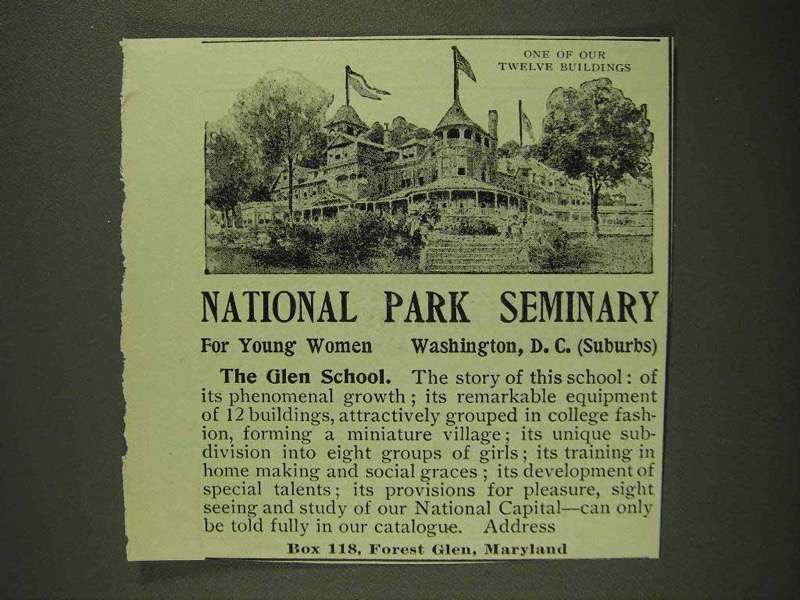 ONE OF OUR
TWELVE BUILDINGS
NATIONAL PARK SEMINARY
For Young Women Washington, D. C. (Suburbs)
The Glen School. The story of this school: of
its phenomenal growth; its remarkable equipment
of 12 buildings, attractively grouped in college fash-
ion, forming a miniature village; its unique sub-
division into eight groups of girls; its training in
home making and social graces; its development of
special talents; its provisions for pleasure, sight
seeing and study of our National Capital—can only
be told fully in our catalogue. Address
Box 118, Forest Glen, Maryland